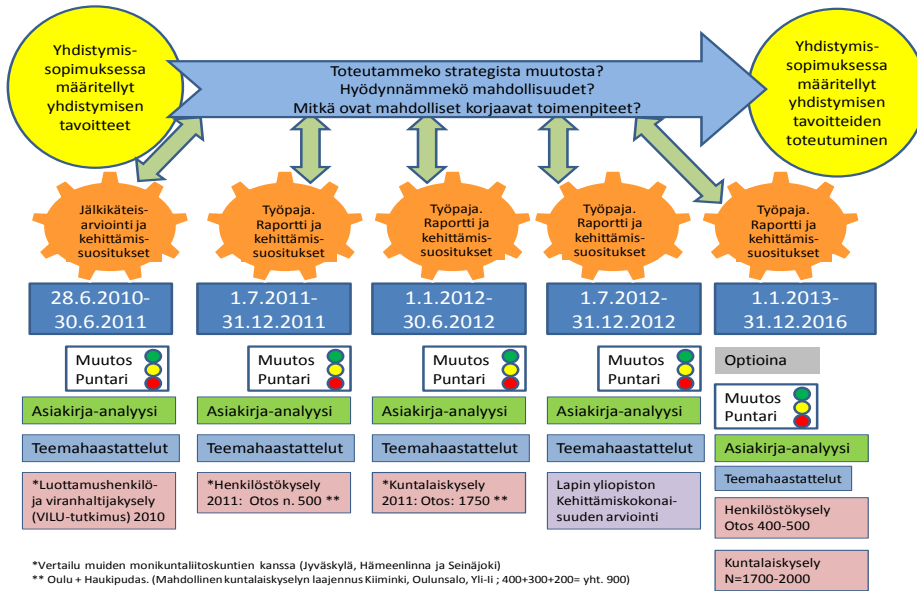 Yhdistymis-
sopimuksessa
määritellyt
yhdistymisen
tavoitteet
Toteutammeko strategista muutosta?
Hyödynnämmekö mahdollisuudet?
Mitkä ovat mahdolliset korjaavat toimenpiteet?
Yhdistymis-
sopimuksessa
määritellyt
yhdistymisen
tavoitteiden
toteutuminen
Jälkikäteis-
arviointi ja
kehittämis-
suositukset
Työpaja.
Raportti ja
kehittämis-
suositukset
Työpaja.
Raportti ja
kehittämis-
suositukset
Työpaja.
Raportti ja
kehittämis-
suositukset
Työpaja.
Raportti ja
kehittämis-
suositukset
28.6.2010-
30.6.2011
1.7.2011-
31.12.2011
1.1.2012-
30.6.2012
1.7.2012-
31.12.2012
1.1.2013-
31.12.2016
Muutos
Puntari
Asiakirja-analyysi
Teemahaastattelut
*Luottamushenkilö-
ja viranhaltijakysely
(VILU-tutkimus) 2010
Muutos
Puntari
Asiakirja-analyysi
Teemahaastattelut
*Henkilöstökysely
2011: Otos n. 500 **
Muutos
Puntari
Asiakirja-analyysi
Teemahaastattelut
*Kuntalaiskysely
2011: Otos: 1750 **
Muutos
Puntari
Asiakirja-analyysi
Teemahaastattelut
Lapin yliopiston
Kehittämiskokonai-
suuden arviointi
Optioina
Muutos
Puntari
Asiakirja-analyysi
Teemahaastattelut
Henkilöstökysely
Otos 400-500
Kuntalaiskysely
N=1700-2000
*Vertailu muiden monikuntaliitoskuntien kanssa (Jyväskylä, Hämeenlinna ja Seinäjoki)
** Oulu + Haukipudas. (Mahdollinen kuntalaiskyselyn laajennus Kiiminki, Oulunsalo, Yli-Ii ; 400+300+200= yht. 900)